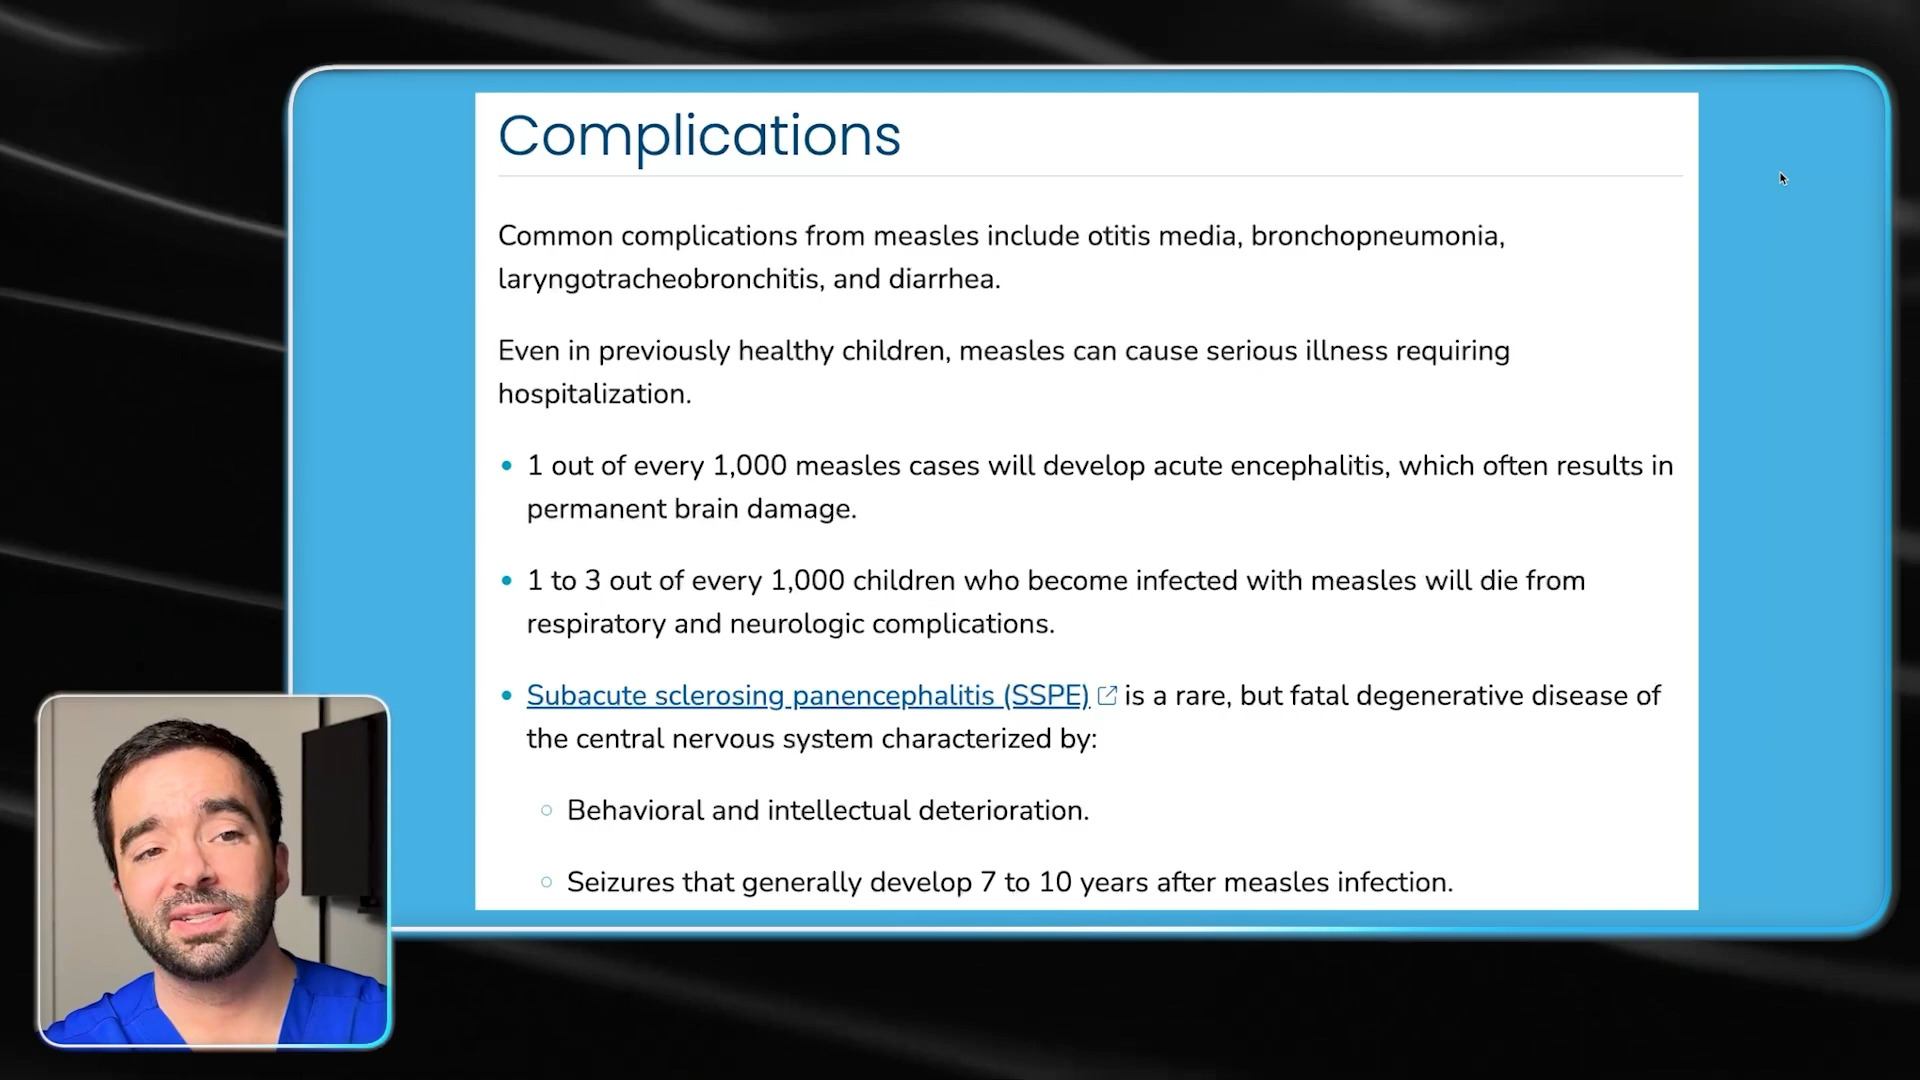 Complications
Common complications from measles include otitis media, bronchopneumonia,
laryngotracheobronchitis, and diarrhea.
Even in previously healthy children, measles can cause serious illness requiring
hospitalization.
1 out of every 1,000 measles cases will develop acute encephalitis, which often results in
permanent brain damage.
1 to 3 out of every 1,000 children who become infected with measles will die from
respiratory and neurologic complications.
Subacute sclerosing panencephalitis (SSPE) is a rare, but fatal degenerative disease of
the central nervous system characterized by:
Behavioral and intellectual deterioration.
Seizures that generally develop 7 to 10 years after measles infection.